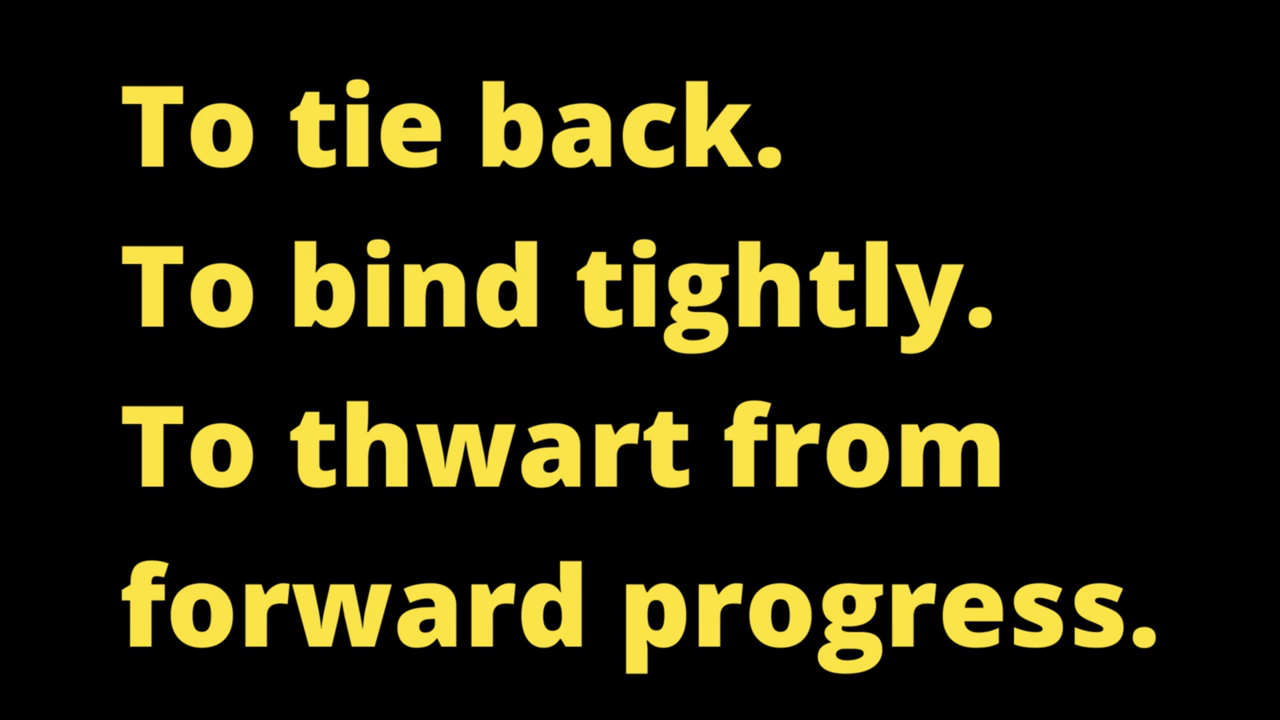 To tie back.
To bind tightly.
To thwart from
forward progress.